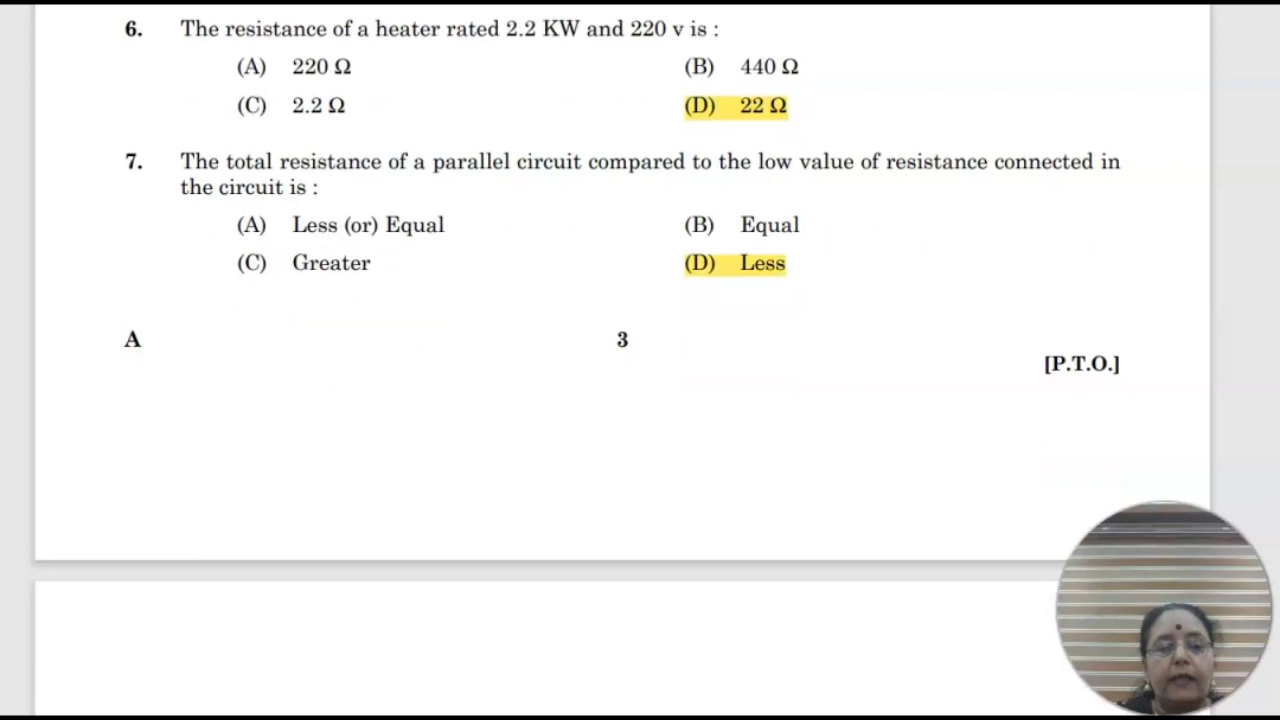 6. The resistance of a heater rated 2.2 KW and 220 v is :
(A) 220 Ω (B) 440 Ω
(C) 2.2 Ω (D) 22 Ω
7. The total resistance of a parallel circuit compared to the low value of resistance connected in
the circuit is :
(A) Less (or) Equal (B) Equal
(C) Greater (D) Less
A 3
[P.T.O.]